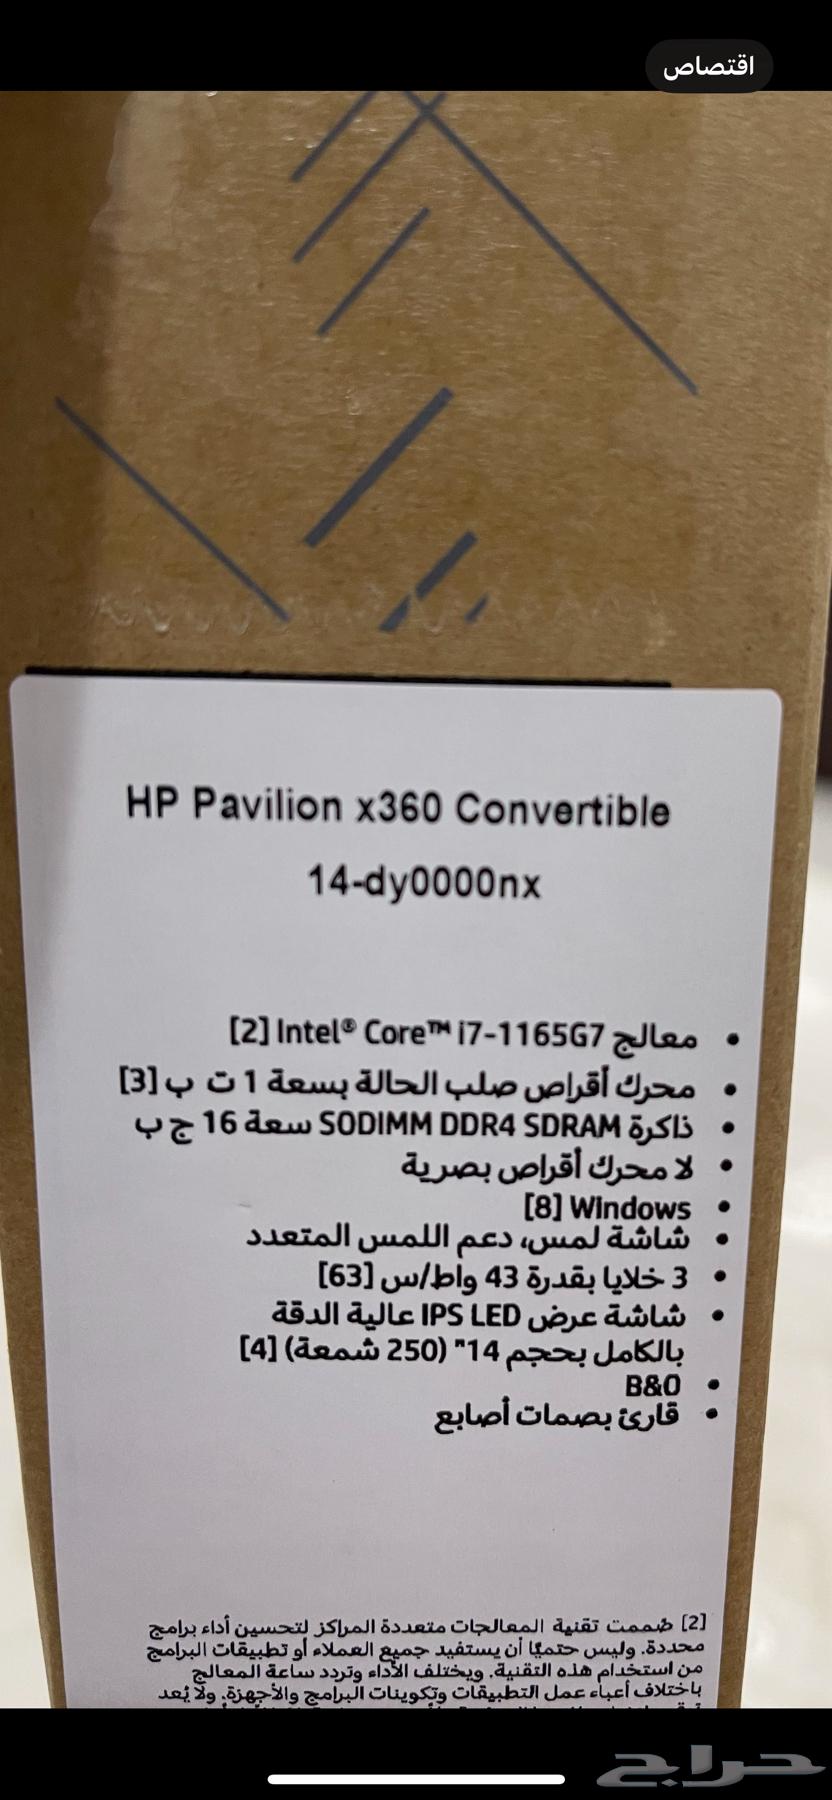 اقتصاص
HP Pavilion x360 Convertible
14-dy0000nx
• معالج Intel® Core™ i7-1165G7 [2]
• محرك أقراص صلب الحالة بسعة 1 ت ب [3]
• ذاكرة SODIMM DDR4 SDRAM سعة 16 ج ب
• لا محرك أقراص بصرية
• Windows [8]
• شاشة لمس، دعم اللمس المتعدد
• 3 خلايا بقدرة 43 واط/س [63]
• شاشة عرض IPS LED عالية الدقة
بالكامل بحجم 14" (250 شمعة) [4]
• B&O
• قارئ بصمات أصابع
[2] صُممت تقنية المعالجات متعددة المراكز لتحسين أداء برامج
محددة. وليس حتميًا أن يستفيد جميع العملاء أو تطبيقات البرامج
من استخدام هذه التقنية. ويختلف الأداء وتردد ساعة المعالج
باختلاف أعباء عمل التطبيقات وتكوينات البرامج والأجهزة. ولا يُعد
حراج